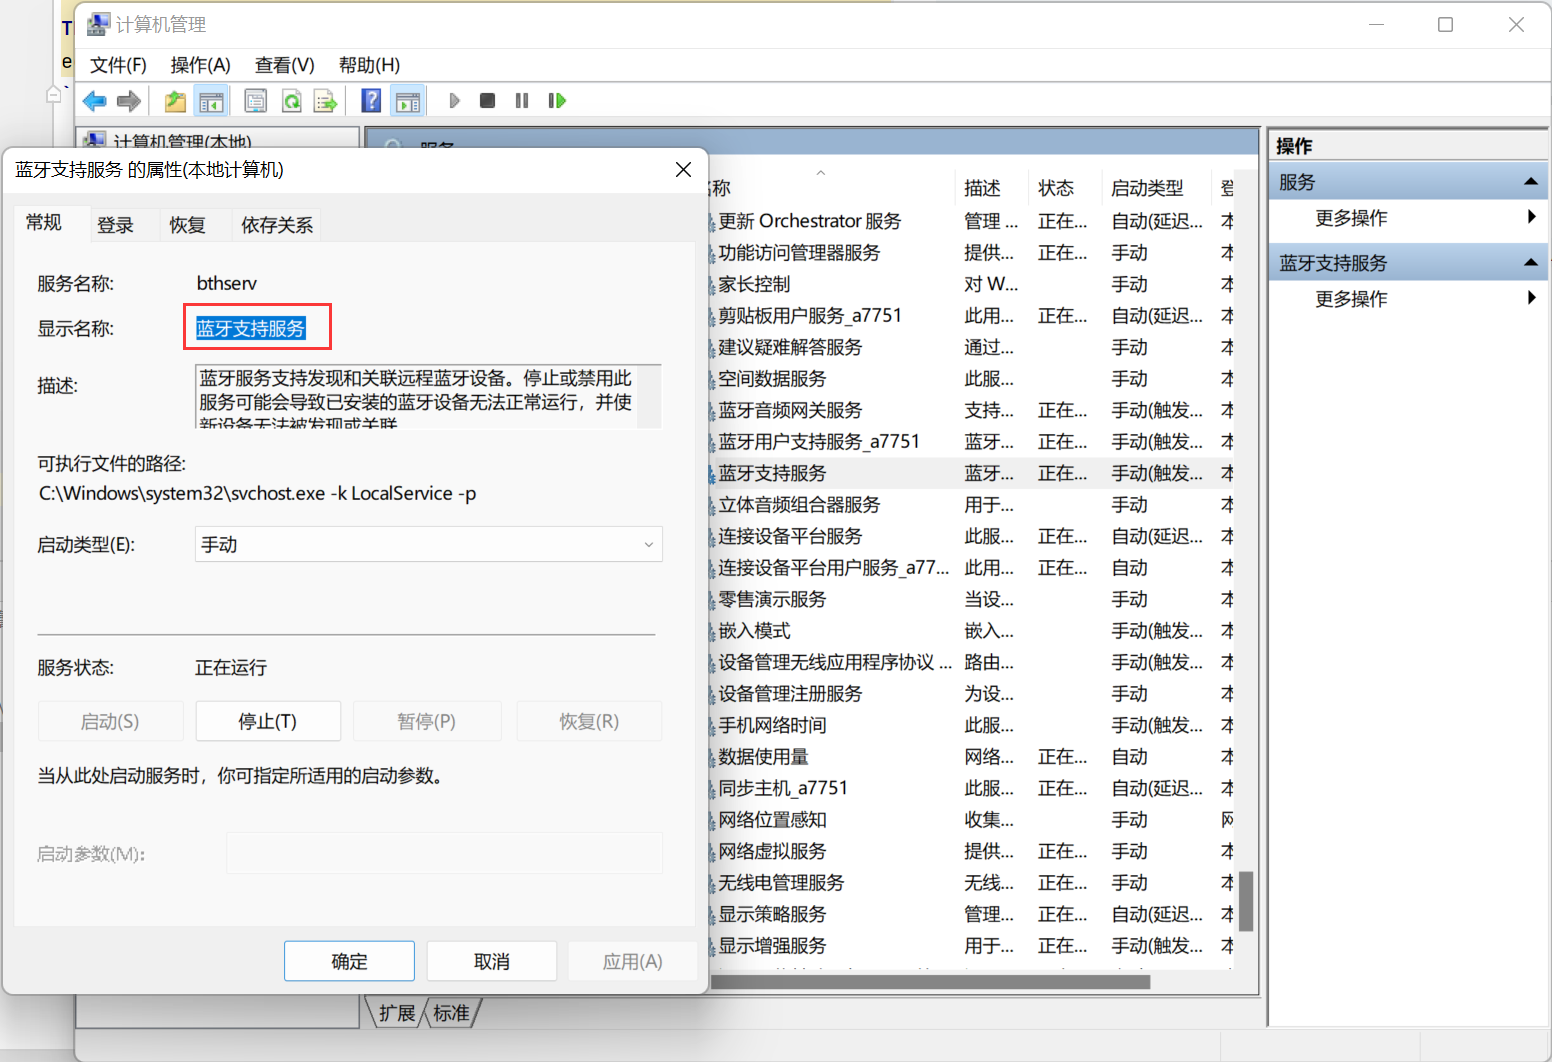 T
e
计算机管理
文件(F) 操作(A) 查看(V) 帮助(H)
计算机管理(本地)
服务
蓝牙支持服务 的属性(本地计算机)
常规 登录 恢复 依存关系
服务名称: bthserv
显示名称: 蓝牙支持服务
描述: 蓝牙服务支持发现和关联远程蓝牙设备。停止或禁用此
服务可能会导致已安装的蓝牙设备无法正常运行，并使
新设备无法被发现或关联
可执行文件的路径:
C:\Windows\system32\svchost.exe -k LocalService -p
启动类型(E): 手动
服务状态: 正在运行
启动(S) 停止(T) 暂停(P) 恢复(R)
当从此处启动服务时，你可指定所适用的启动参数。
启动参数(M):
确定 取消 应用(A)
称 描述 状态 启动类型 登
更新 Orchestrator 服务 管理 ... 正在... 自动(延迟... 本
功能访问管理器服务 提供... 正在... 手动 本
家长控制 对 W... 手动 本
剪贴板用户服务_a7751 此用... 正在... 自动(延迟... 本
建议疑难解答服务 通过... 手动 本
空间数据服务 此服... 手动 本
蓝牙音频网关服务 支持... 正在... 手动(触发... 本
蓝牙用户支持服务_a7751 蓝牙... 正在... 手动(触发... 本
蓝牙支持服务 蓝牙... 正在... 手动(触发... 本
立体音频组合器服务 用于... 手动 本
连接设备平台服务 此服... 正在... 自动(延迟... 本
连接设备平台用户服务_a77... 此用... 正在... 自动 本
零售演示服务 当设... 手动 本
嵌入模式 嵌入... 手动(触发... 本
设备管理无线应用程序协议 ... 路由... 手动(触发... 本
设备管理注册服务 为设... 手动 本
手机网络时间 此服... 手动(触发... 本
数据使用量 网络... 正在... 自动 本
同步主机_a7751 此服... 正在... 自动(延迟... 本
网络位置感知 收集... 手动 网
网络虚拟服务 提供... 正在... 手动 本
无线电管理服务 无线... 正在... 手动 本
显示策略服务 管理... 正在... 自动(延迟... 本
显示增强服务 用于... 正在... 手动(触发... 本
扩展 标准
操作
服务
更多操作
蓝牙支持服务
更多操作